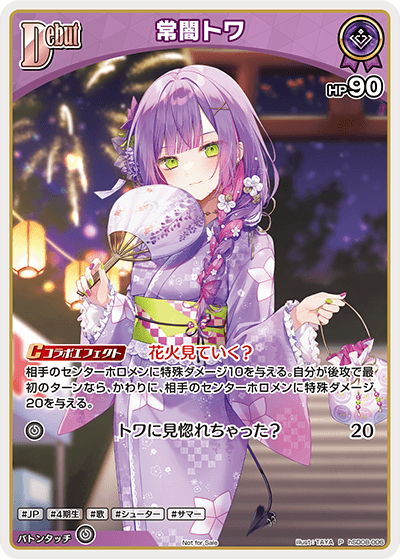 Debut
常闇トワ
HP90
Cコラボエフェクト 花火見ていく？
相手のセンターホロメンに特殊ダメージ10を与える。自分が後攻で最
初のターンなら、かわりに、相手のセンターホロメンに特殊ダメージ
20を与える。
トワに見惚れちゃった？ 20
#JP #4期生 #歌 #シューター #サマー
バトンタッチ
Not for Sale
illust: TAYA P hSD08-006